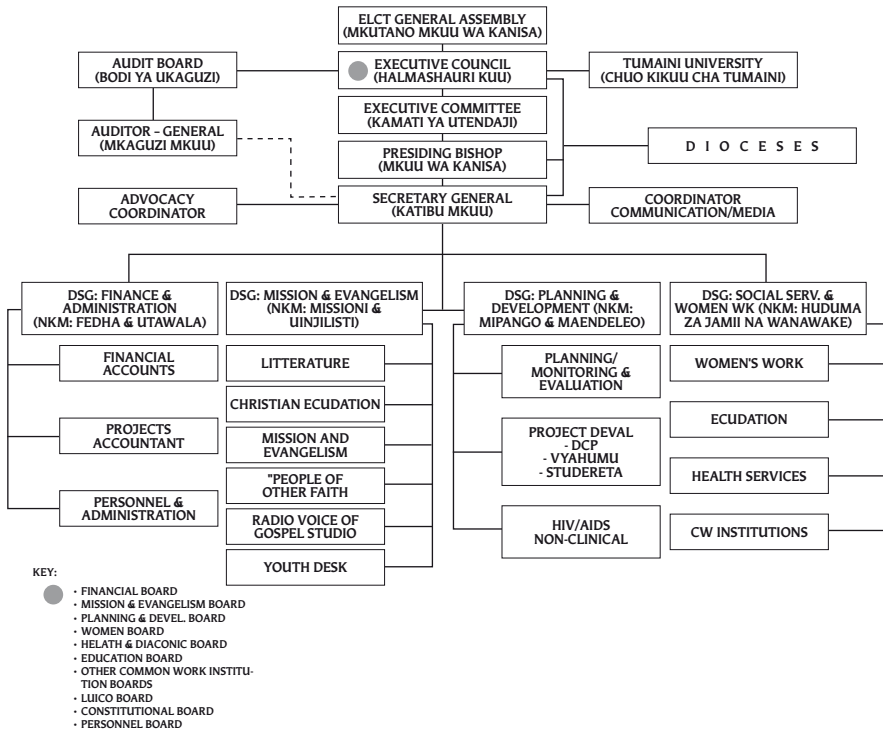 ELCT GENERAL ASSEMBLY
(MKUTANO MKUU WA KANISA)
AUDIT BOARD
(BODI YA UKAGUZI)
EXECUTIVE COUNCIL
(HALMASHAURI KUU)
TUMAINI UNIVERSITY
(CHUO KIKUU CHA TUMAINI)
EXECUTIVE COMMITTEE
(KAMATI YA UTENDAJI)
AUDITOR - GENERAL
(MKAGUZI MKUU)
DIOCESES
PRESIDING BISHOP
(MKUU WA KANISA)
ADVOCACY
COORDINATOR
SECRETARY GENERAL
(KATIBU MKUU)
COORDINATOR
COMMUNICATION/MEDIA
DSG: FINANCE &
ADMINISTRATION
(NKM: FEDHA & UTAWALA)
DSG: MISSION & EVANGELISM
(NKM: MISSIONI &
UINJILISTI)
DSG: PLANNING &
DEVELOPMENT (NKM:
MIPANGO & MAENDELEO)
DSG: SOCIAL SERV. &
WOMEN WK (NKM: HUDUMA
ZA JAMII NA WANAWAKE)
FINANCIAL
ACCOUNTS
PROJECTS
ACCOUNTANT
PERSONNEL &
ADMINISTRATION
LITTERATURE
CHRISTIAN ECUDATION
MISSION AND
EVANGELISM
"PEOPLE OF
OTHER FAITH
RADIO VOICE OF
GOSPEL STUDIO
YOUTH DESK
PLANNING/
MONITORING &
EVALUATION
PROJECT DEVAL
- DCP
- VYAHUMU
- STUDERETA
HIV/AIDS
NON-CLINICAL
WOMEN'S WORK
ECUDATION
HEALTH SERVICES
CW INSTITUTIONS
KEY:
• FINANCIAL BOARD
• MISSION & EVANGELISM BOARD
• PLANNING & DEVEL. BOARD
• WOMEN BOARD
• HELATH & DIACONIC BOARD
• EDUCATION BOARD
• OTHER COMMON WORK INSTITU-
TION BOARDS
• LUICO BOARD
• CONSTITUTIONAL BOARD
• PERSONNEL BOARD